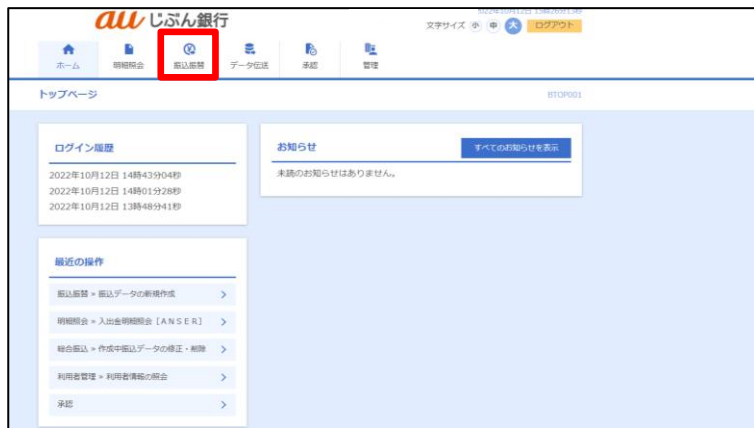 au じぶん銀行
文字サイズ 小 中 大 ログアウト
ホーム 明細照会 振込振替 データ伝送 承認 管理
トップページ BTOP001
ログイン履歴
2022年10月12日 14時43分04秒
2022年10月12日 14時01分28秒
2022年10月12日 13時48分41秒
お知らせ すべてのお知らせを表示
未読のお知らせはありません。
最近の操作
振込振替 » 振込データの新規作成
明細照会 » 入出金明細照会［ＡＮＳＥＲ］
総合振込 » 作成中振込データの修正・削除
利用者管理 » 利用者情報の照会
承認